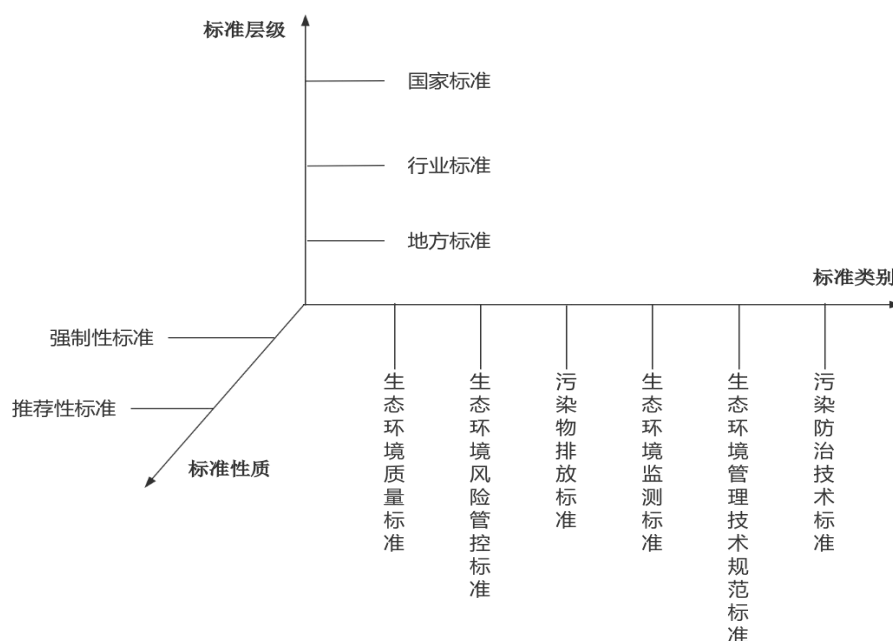 标准层级
国家标准
行业标准
地方标准
标准类别
强制性标准
推荐性标准
标准性质
生态环境质量标准
生态环境风险管控标准
污染物排放标准
生态环境监测标准
生态环境管理技术规范标准
污染防治技术标准